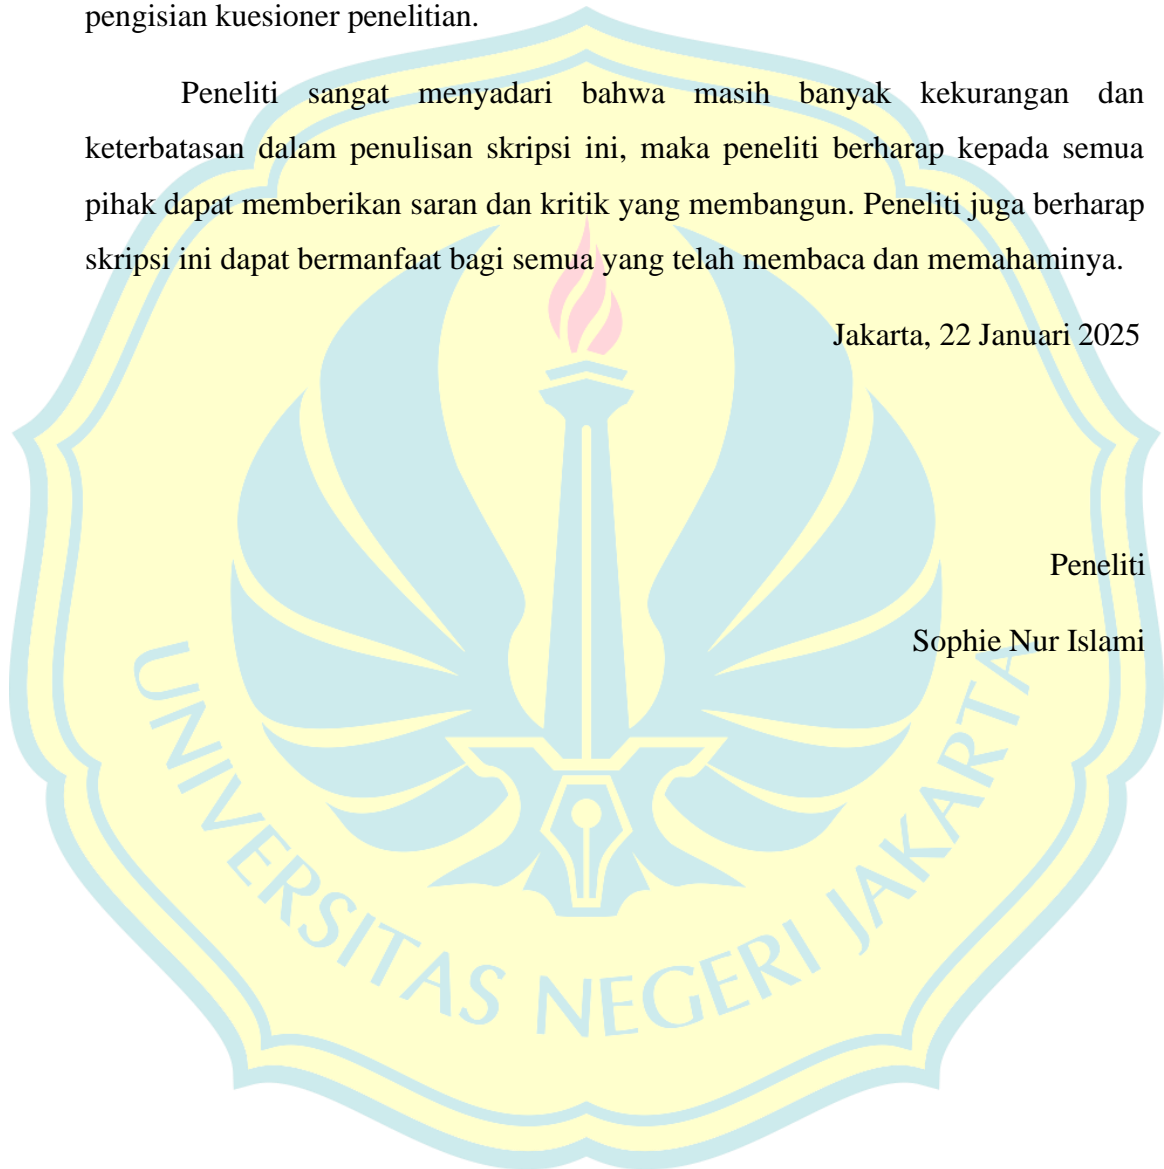 pengisian kuesioner penelitian.
Peneliti sangat menyadari bahwa masih banyak kekurangan dan
keterbatasan dalam penulisan skripsi ini, maka peneliti berharap kepada semua
pihak dapat memberikan saran dan kritik yang membangun. Peneliti juga berharap
skripsi ini dapat bermanfaat bagi semua yang telah membaca dan memahaminya.
Jakarta, 22 Januari 2025
Peneliti
Sophie Nur Islami
UNIVERSITAS NEGERI JAKARTA